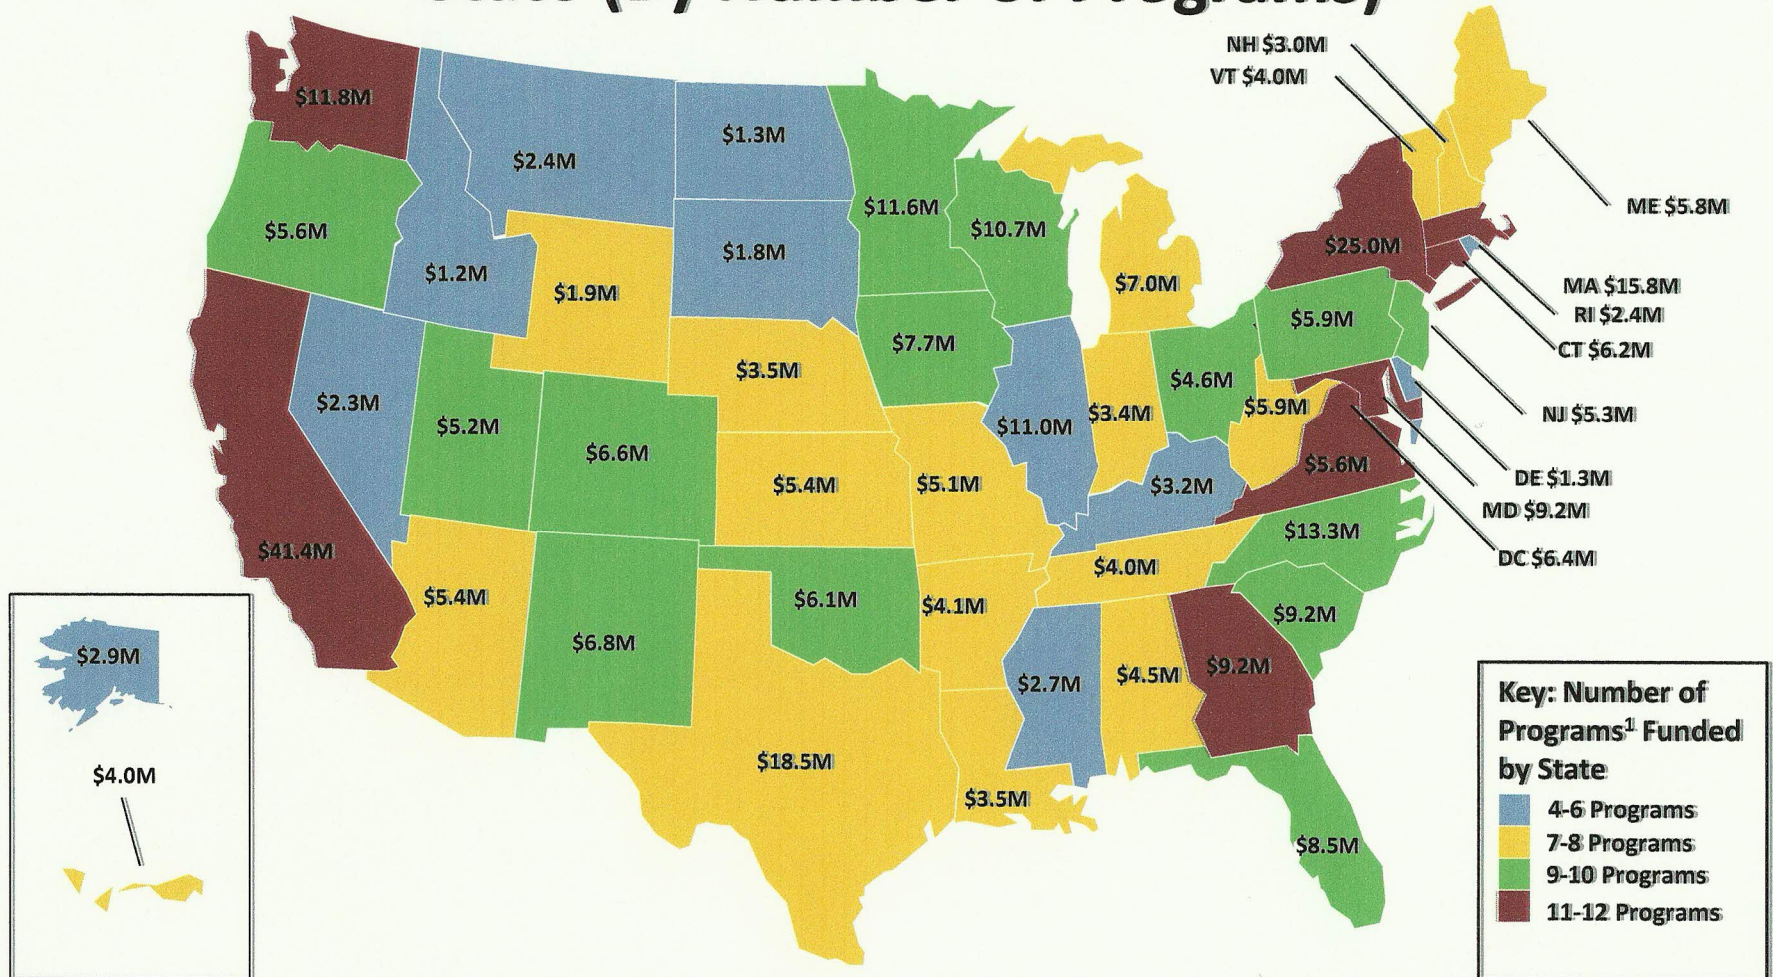 State (by Number of Programs)
NH $3.0M
VT $4.0M
$11.8M
$1.3M
$2.4M
$11.6M
ME $5.8M
$5.6M
$10.7M
$25.0M
$1.8M
$1.2M
$1.9M
$7.0M
MA $15.8M
RI $2.4M
$5.9M
$7.7M
CT $6.2M
$3.5M
$4.6M
$2.3M
$3.4M
$5.9M
NJ $5.3M
$5.2M
$11.0M
$6.6M
$5.6M
$5.4M
$5.1M
$3.2M
DE $1.3M
MD $9.2M
$13.3M
$41.4M
DC $6.4M
$4.0M
$5.4M
$6.1M
$4.1M
$9.2M
$6.8M
$2.9M
$2.7M
$4.5M
$9.2M
$4.0M
$18.5M
$3.5M
$8.5M
Key: Number of
Programs¹ Funded
by State
4-6 Programs
7-8 Programs
9-10 Programs
11-12 Programs